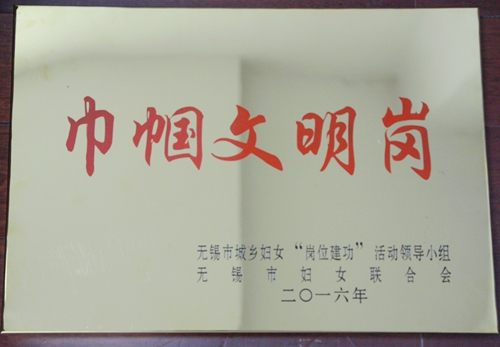 巾帼文明岗
无锡市城乡妇女“岗位建功”活动领导小组
无锡市妇女联合会
二〇一六年